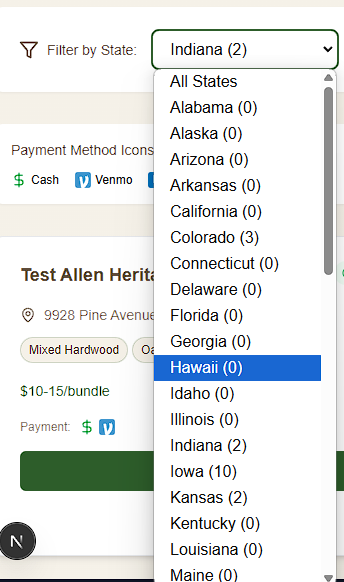 Filter by State:
Indiana (2)
All States
Alabama (0)
Alaska (0)
Arizona (0)
Arkansas (0)
California (0)
Colorado (3)
Connecticut (0)
Delaware (0)
Florida (0)
Georgia (0)
Hawaii (0)
Idaho (0)
Illinois (0)
Indiana (2)
Iowa (10)
Kansas (2)
Kentucky (0)
Louisiana (0)
Maine (0)
Payment Method Icons
$ Cash
V Venmo
Test Allen Herita
9928 Pine Avenue
Mixed Hardwood
Oa
$10-15/bundle
Payment: $ V
N